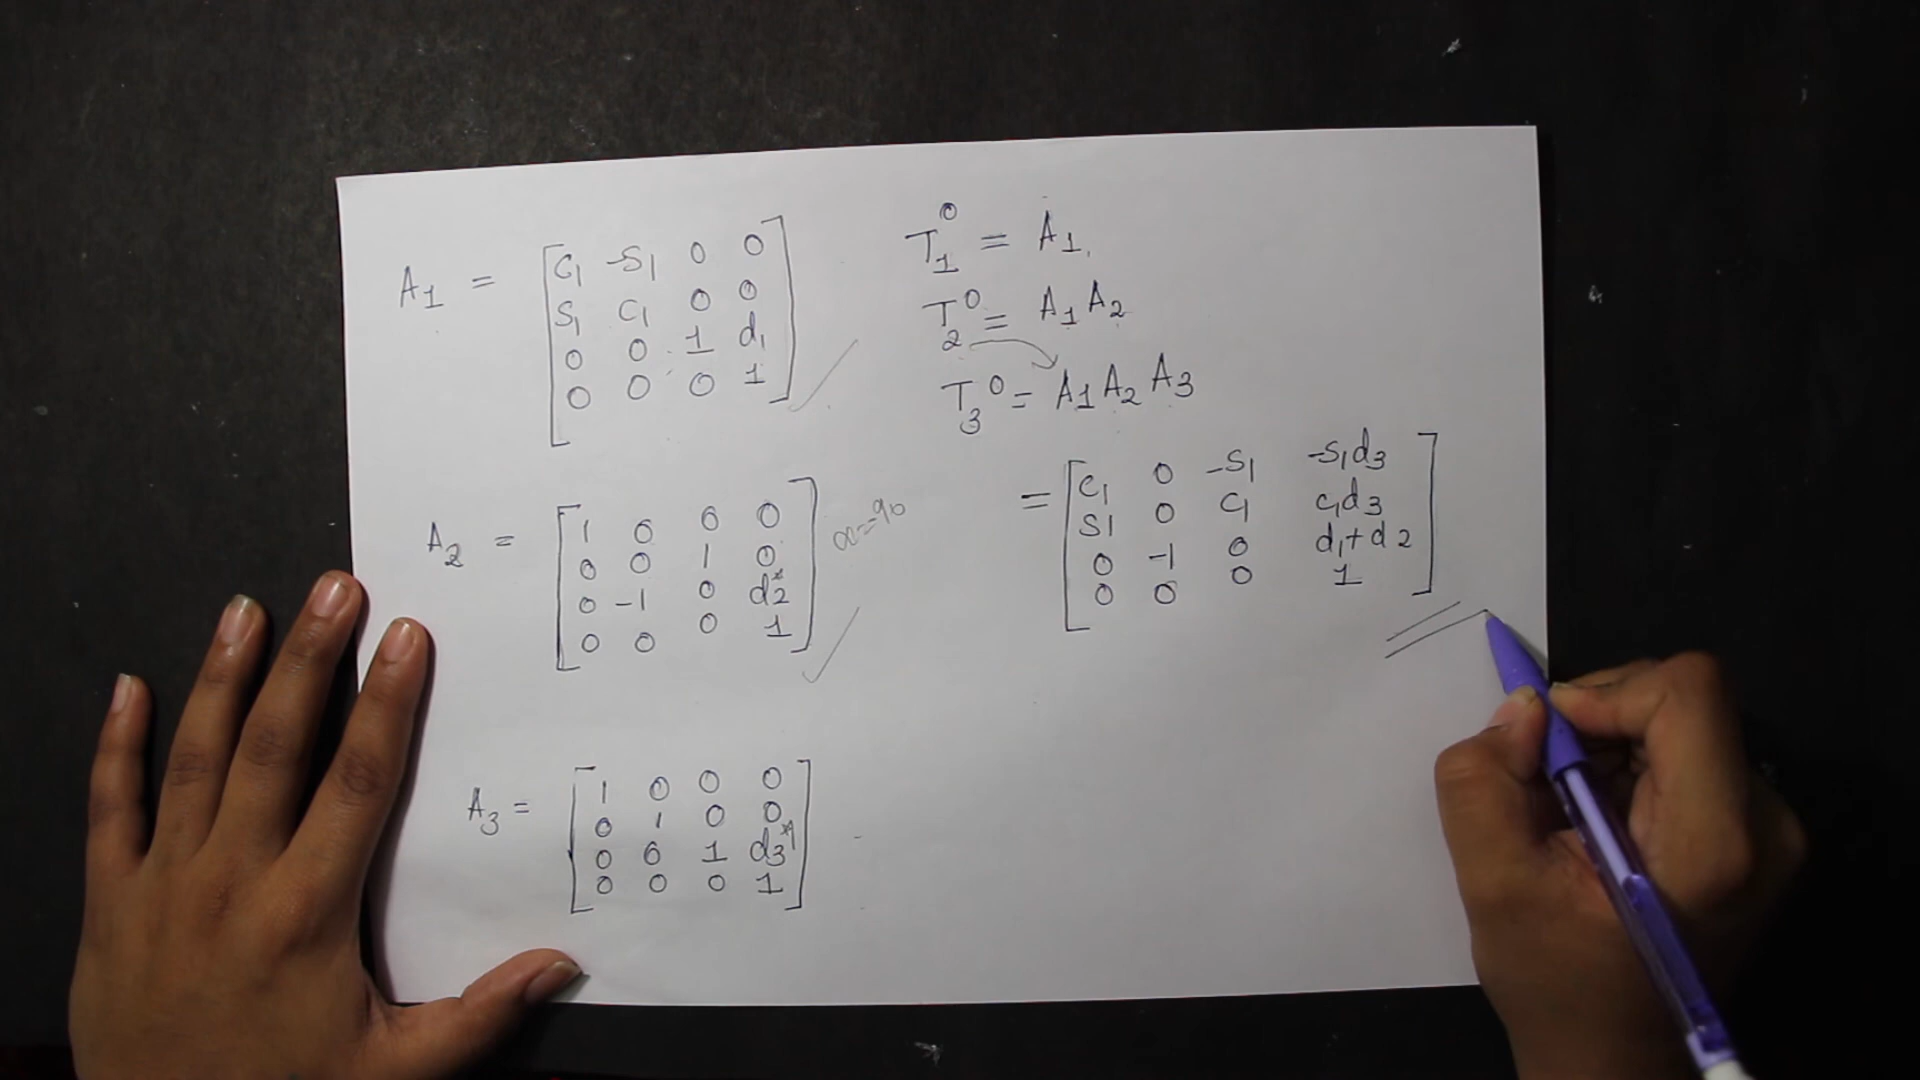 A1 = [C1 -S1 0 0
S1 C1 0 0
0 0 1 d1
0 0 0 1]
A2 = [1 0 0 0
0 0 1 0
0 -1 0 d2*
0 0 0 1]
α=-90
A3 = [1 0 0 0
0 1 0 0
0 0 1 d3*
0 0 0 1]
T1^0 = A1.
T2^0 = A1 A2
T3^0 = A1 A2 A3
= [C1 0 -S1 -S1d3
S1 0 C1 C1d3
0 -1 0 d1+d2
0 0 0 1]